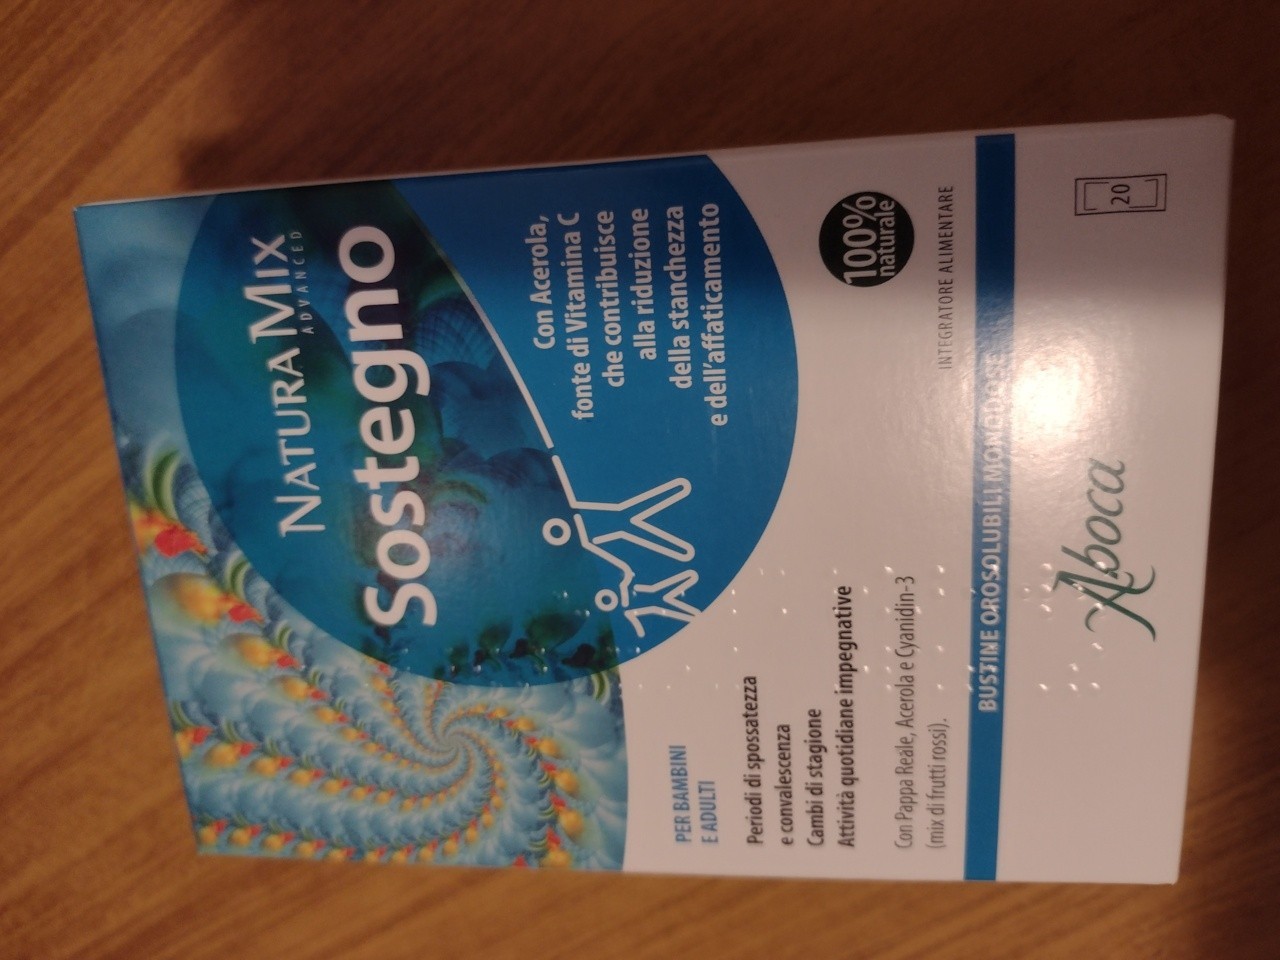 NATURA MIX
ADVANCED
Sostegno
Con Acerola,
fonte di Vitamina C
che contribuisce
alla riduzione
della stanchezza
e dell'affaticamento
PER BAMBINI
E ADULTI
Periodi di spossatezza
e convalescenza
Cambi di stagione
Attività quotidiane impegnative
100%
naturale
Con Pappa Reale, Acerola e Cyanidin-3
(mix di frutti rossi).
INTEGRATORE ALIMENTARE
BUSTINE OROSOLUBILI MONODOSE
Aboca
20